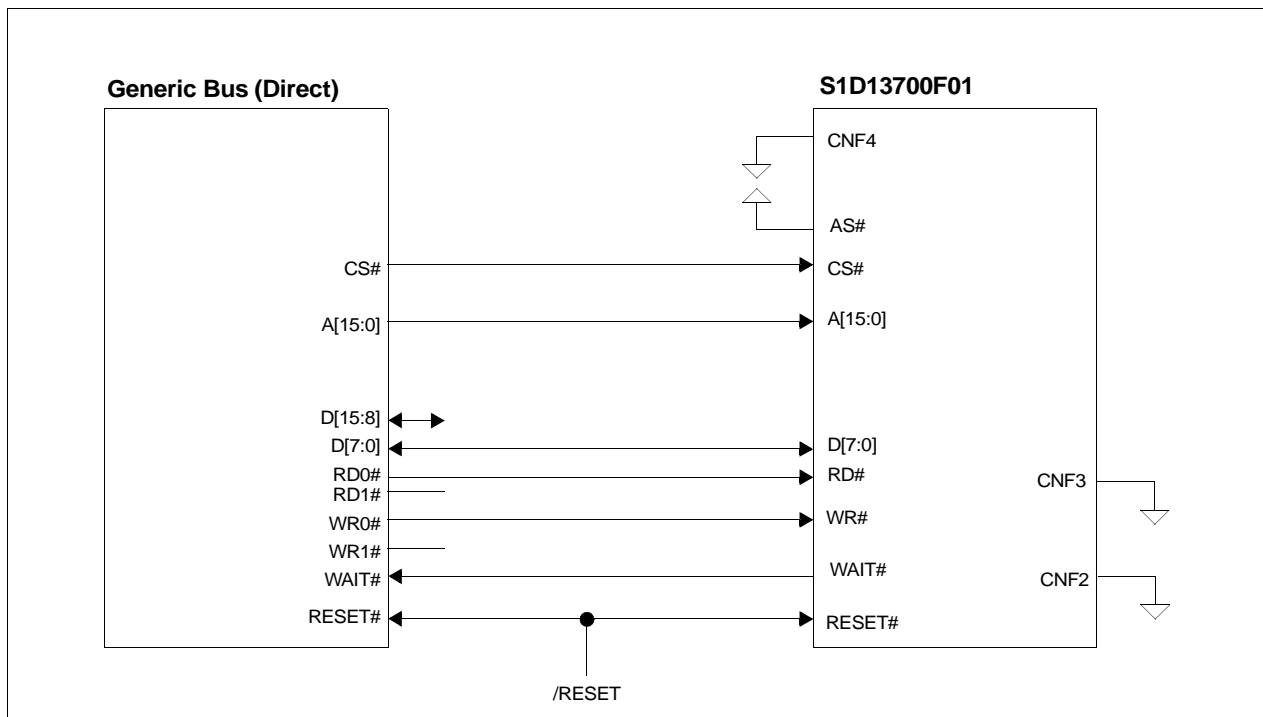 Generic Bus (Direct)
S1D13700F01
CNF4
AS#
CS#
CS#
A[15:0]
A[15:0]
D[15:8]
D[7:0]
D[7:0]
RD0#
RD#
RD1#
CNF3
WR0#
WR#
WR1#
WAIT#
WAIT#
CNF2
RESET#
RESET#
/RESET